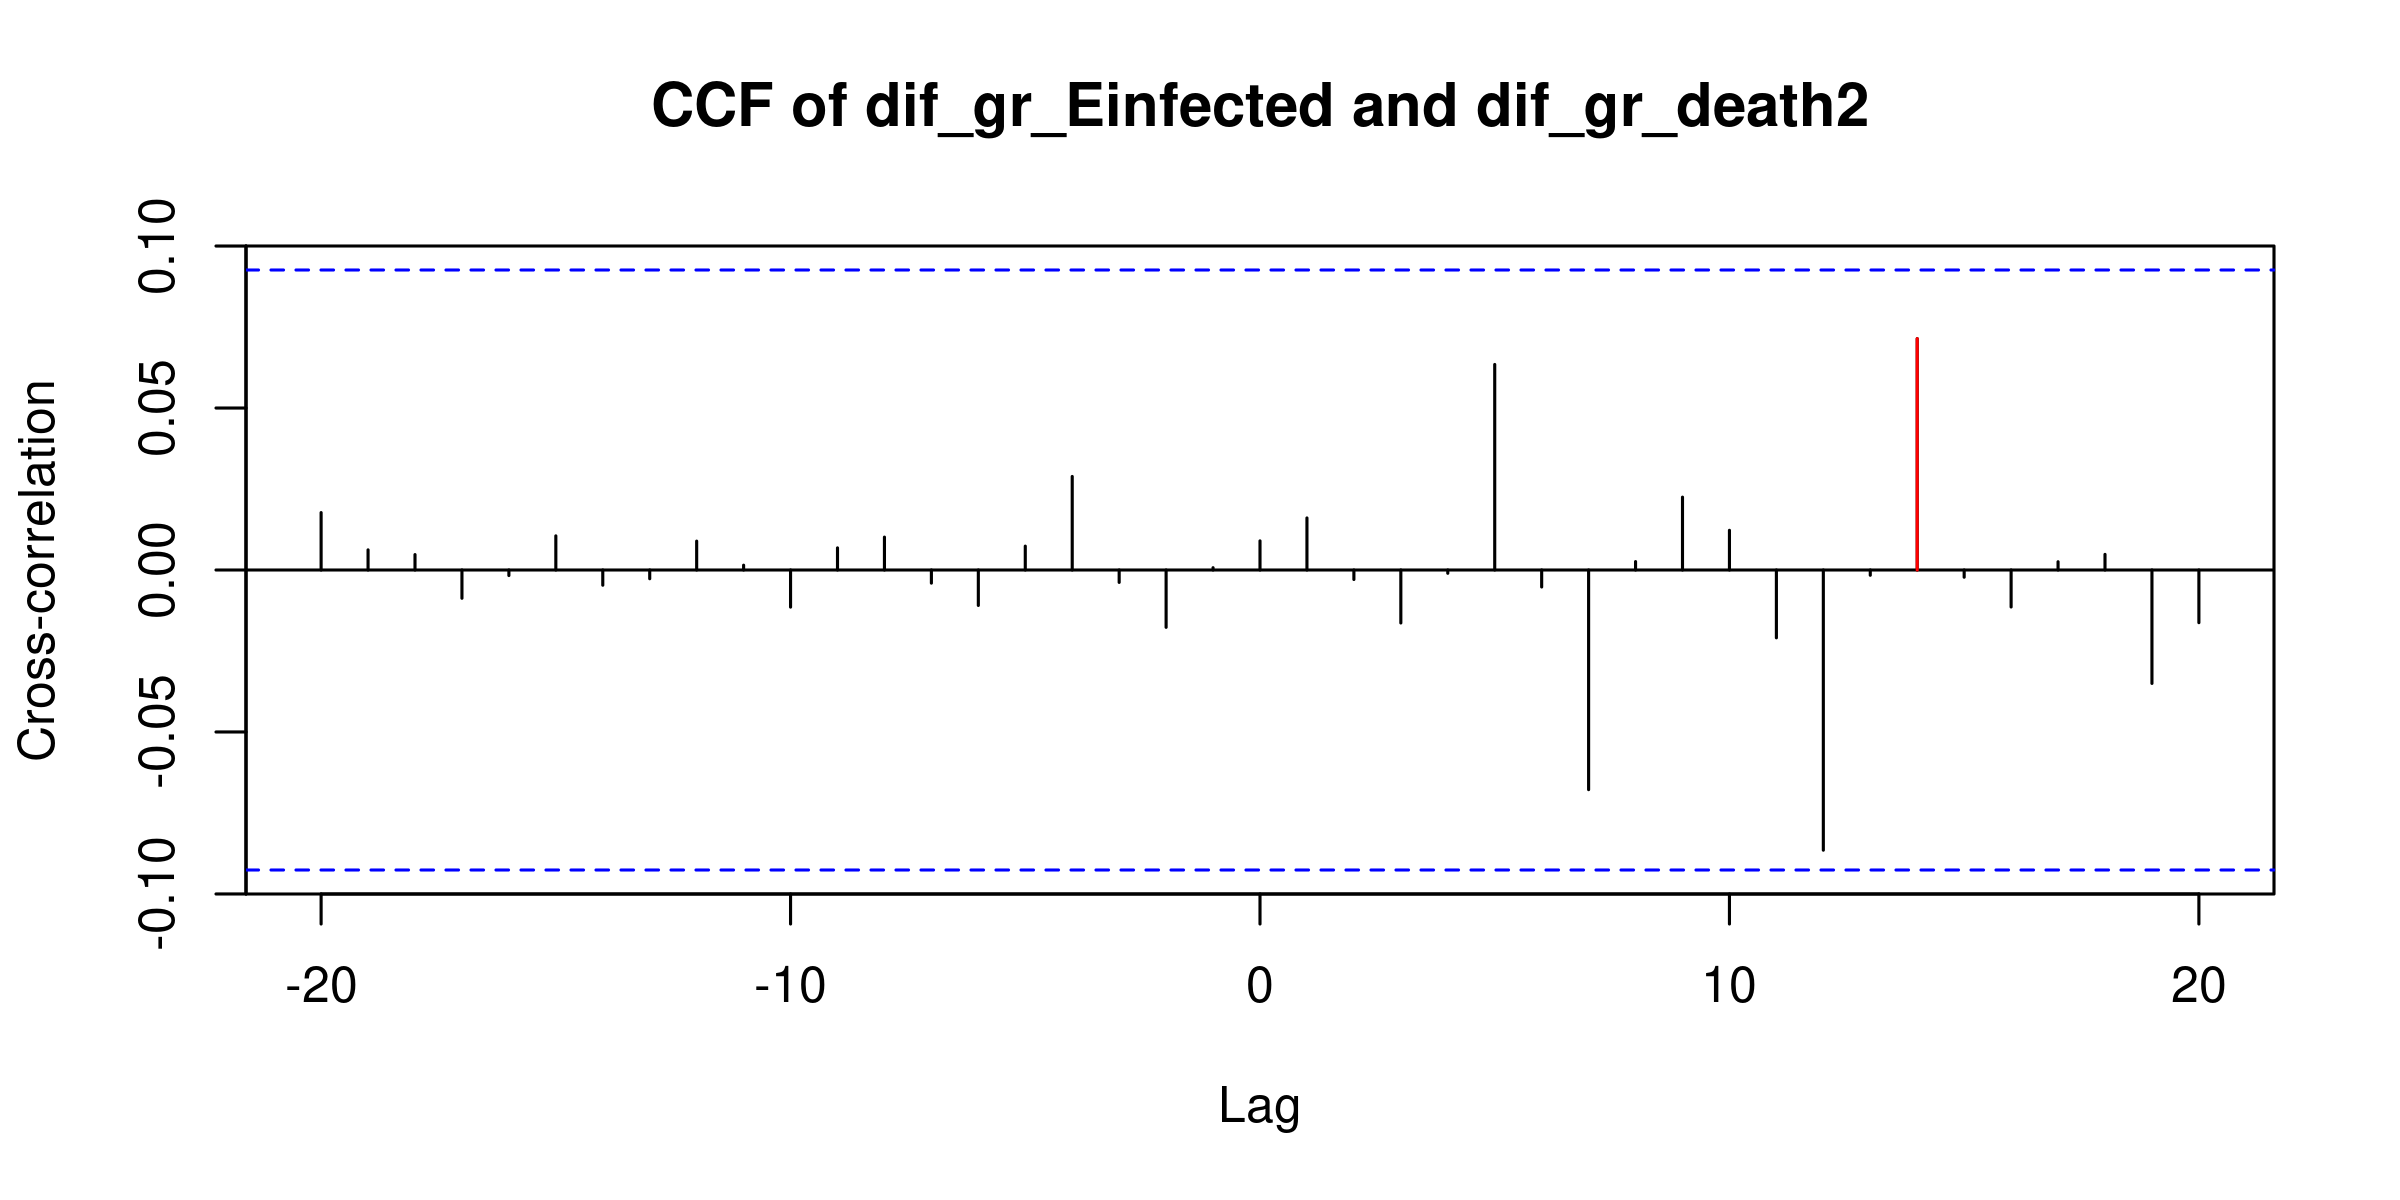 CCF of dif_gr_Einfected and dif_gr_death2
Cross-correlation
0.10
0.05
0.00
-0.05
-0.10
-20 -10 0 10 20
Lag